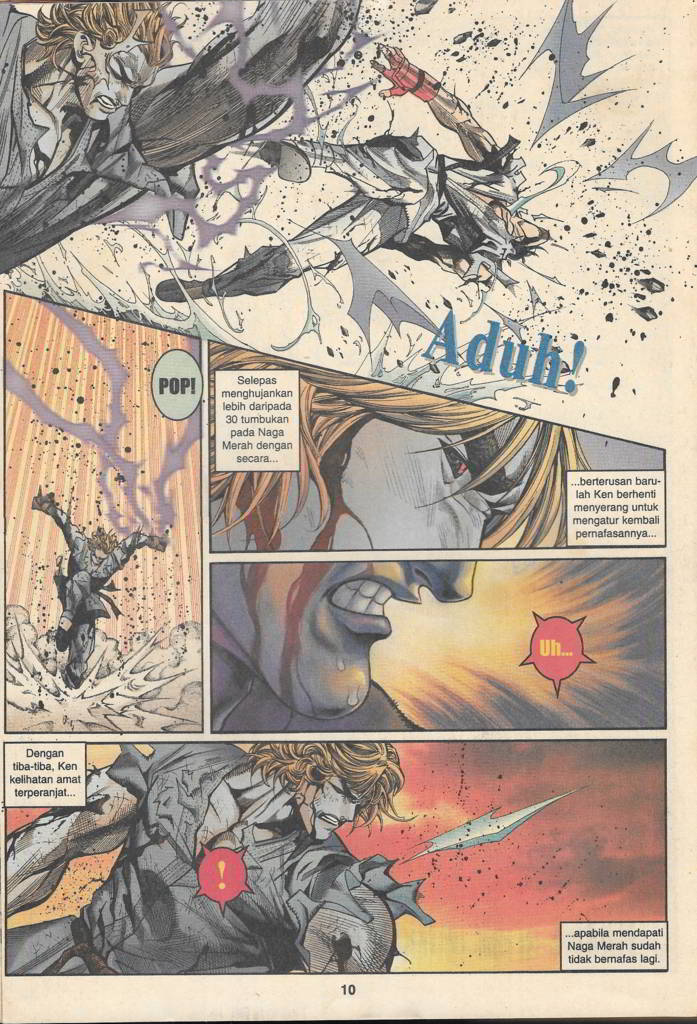 Aduh!
POP!
Selepas
menghujankan
lebih daripada
30 tumbukan
pada Naga
Merah dengan
secara...
...berterusan baru-
lah Ken berhenti
menyerang untuk
mengatur kembali
pernafasannya...
Uh...
Dengan
tiba-tiba, Ken
kelihatan amat
terperanjat...
!
...apabila mendapati
Naga Merah sudah
tidak bernafas lagi.
10